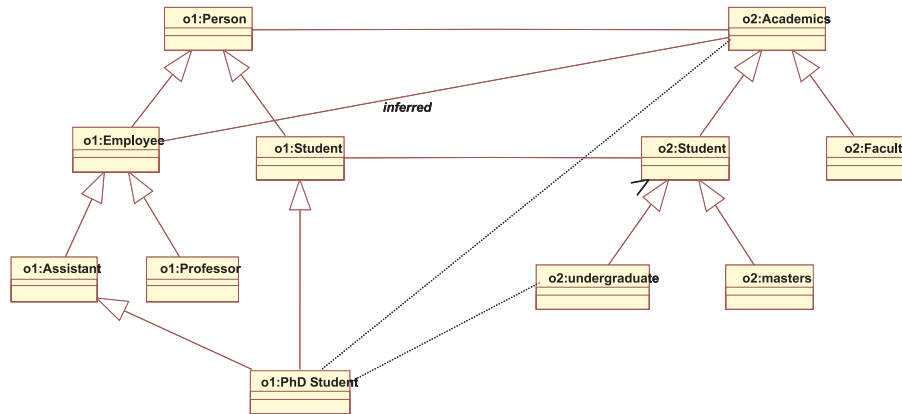 o1:Person
o2:Academics
inferred
o1:Employee
o1:Student
o2:Student
o2:Facult
o1:Assistant
o1:Professor
o2:undergraduate
o2:masters
o1:PhD Student